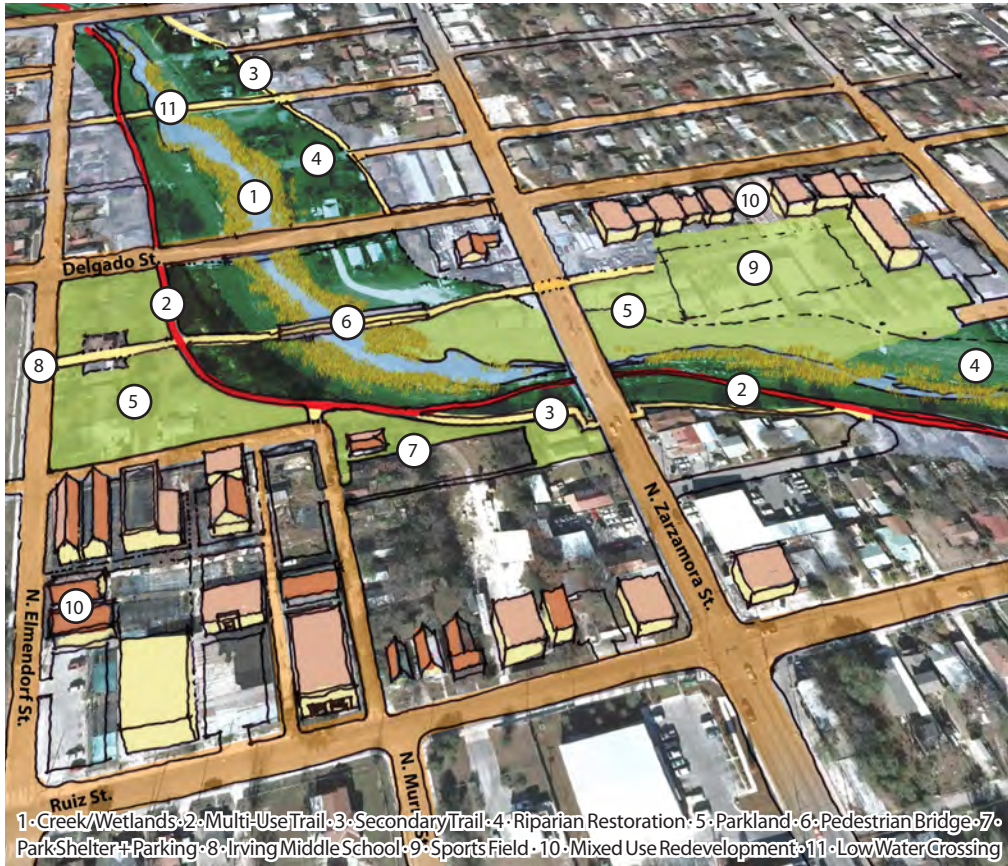 3
11
4
1
10
Delgado St.
9
2
5
6
8
4
5
2
3
7
N. Zarzamora St.
10
N. Elmendorf St.
N. Mur
Ruiz St.
1 · Creek/Wetlands · 2 · Multi-Use Trail · 3 · Secondary Trail · 4 · Riparian Restoration · 5 · Parkland · 6 · Pedestrian Bridge · 7 ·
Park Shelter + Parking · 8 · Irving Middle School · 9 · Sports Field · 10 · Mixed Use Redevelopment · 11 · Low Water Crossing